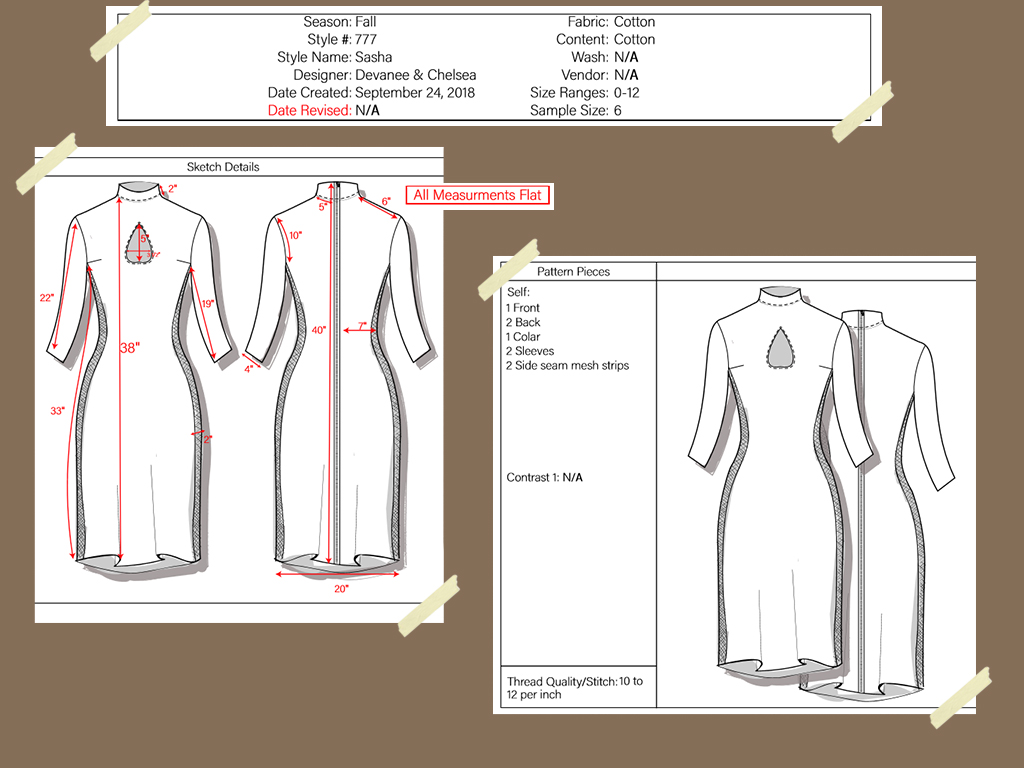 Season: Fall
Style #: 777
Style Name: Sasha
Designer: Devanee & Chelsea
Date Created: September 24, 2018
Date Revised: N/A
Fabric: Cotton
Content: Cotton
Wash: N/A
Vendor: N/A
Size Ranges: 0-12
Sample Size: 6
Sketch Details
All Measurments Flat
2"
5"
22"
19"
38"
33"
2"
5"
6"
10"
40"
7"
4"
20"
Pattern Pieces
Self:
1 Front
2 Back
1 Colar
2 Sleeves
2 Side seam mesh strips
Contrast 1: N/A
Thread Quality/Stitch:10 to
12 per inch